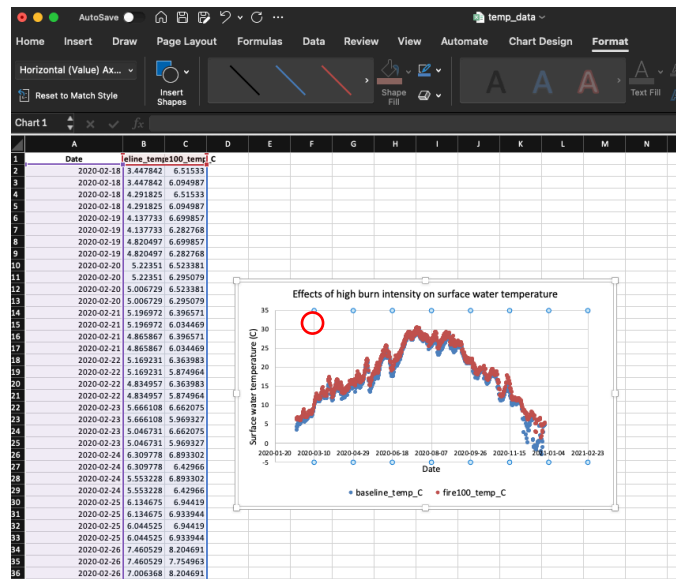 AutoSave temp_data
Home Insert Draw Page Layout Formulas Data Review View Automate Chart Design Format
Horizontal (Value) Ax...
Reset to Match Style
Insert Shapes
A A A
Shape Fill
Text Fill
Chart 1 fx
A B C D E F G H I J K L M N
1 Date eline_temp e100_temp_C
2 2020-02-18 3.447842 6.51533
3 2020-02-18 3.447842 6.094987
4 2020-02-18 4.291825 6.51533
5 2020-02-18 4.291825 6.094987
6 2020-02-19 4.137733 6.699857
7 2020-02-19 4.137733 6.282768
8 2020-02-19 4.820497 6.699857
9 2020-02-19 4.820497 6.282768
10 2020-02-20 5.22351 6.523381
11 2020-02-20 5.22351 6.295079
12 2020-02-20 5.006729 6.523381
13 2020-02-20 5.006729 6.295079
14 2020-02-21 5.196972 6.396571
15 2020-02-21 5.196972 6.034469
16 2020-02-21 4.865867 6.396571
17 2020-02-21 4.865867 6.034469
18 2020-02-22 5.169231 6.363983
19 2020-02-22 5.169231 5.874964
20 2020-02-22 4.834957 6.363983
21 2020-02-22 4.834957 5.874964
22 2020-02-23 5.666108 6.662075
23 2020-02-23 5.666108 5.969327
24 2020-02-23 5.046731 6.662075
25 2020-02-23 5.046731 5.969327
26 2020-02-24 6.309778 6.893302
27 2020-02-24 6.309778 6.42966
28 2020-02-24 5.553228 6.893302
29 2020-02-24 5.553228 6.42966
30 2020-02-25 6.134675 6.94419
31 2020-02-25 6.134675 6.933944
32 2020-02-25 6.044525 6.94419
33 2020-02-25 6.044525 6.933944
34 2020-02-26 7.460529 8.204691
35 2020-02-26 7.460529 7.754963
36 2020-02-26 7.006368 8.204691
Effects of high burn intensity on surface water temperature
Surface water temperature (C)
35
30
25
20
15
10
5
0
-5
2020-01-20 2020-03-10 2020-04-29 2020-06-18 2020-08-07 2020-09-26 2020-11-15 2021-01-04 2021-02-23
Date
baseline_temp_C fire100_temp_C